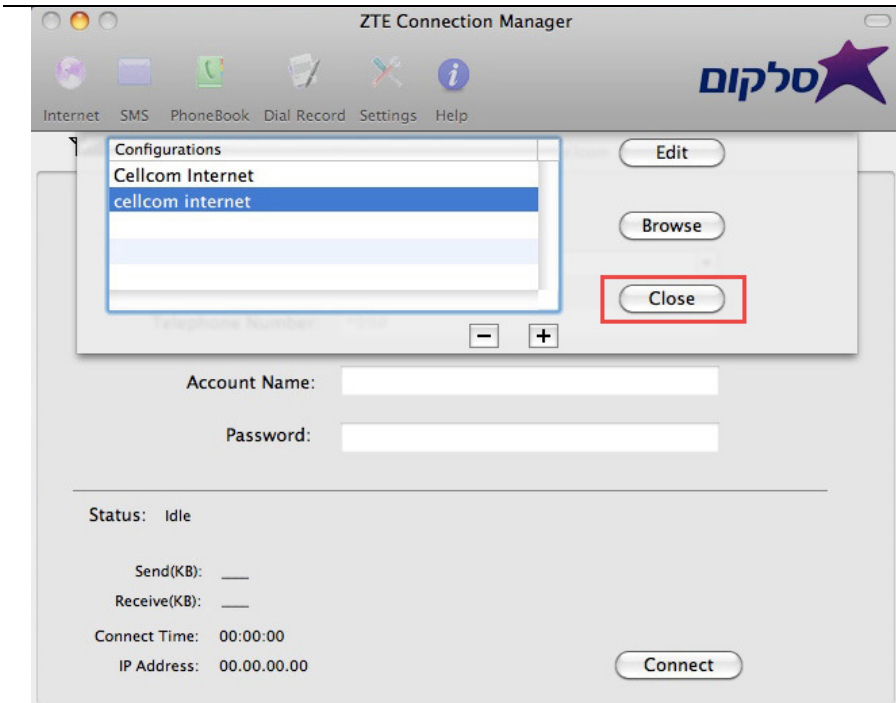 ZTE Connection Manager
סלקום
Internet SMS PhoneBook Dial Record Settings Help
Configurations
Edit
Cellcom Internet
cellcom internet
Browse
Close
Telephone Number:
− +
Account Name:
Password:
Status: Idle
Send(KB): ___
Receive(KB): ___
Connect Time: 00:00:00
IP Address: 00.00.00.00
Connect